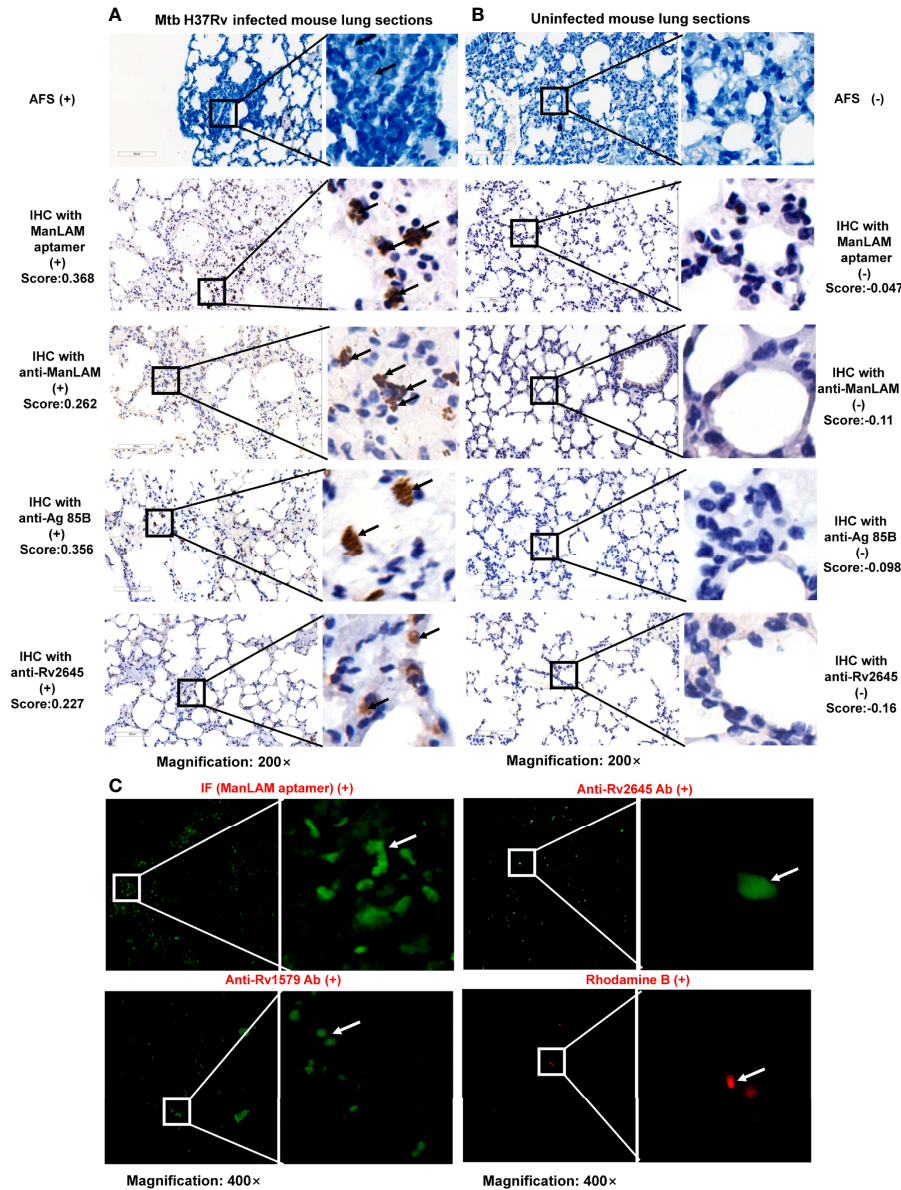 A
Mtb H37Rv infected mouse lung sections
B
Uninfected mouse lung sections
AFS (+)
AFS (-)
IHC with
ManLAM
aptamer
(+)
Score:0.368
IHC with
ManLAM
aptamer
(-)
Score:-0.047
IHC with
anti-ManLAM
(+)
Score:0.262
IHC with
anti-ManLAM
(-)
Score:-0.11
IHC with
anti-Ag 85B
(+)
Score:0.356
IHC with
anti-Ag 85B
(-)
Score:-0.098
IHC with
anti-Rv2645
(+)
Score:0.227
IHC with
anti-Rv2645
(-)
Score:-0.16
Magnification: 200×
Magnification: 200×
C
IF (ManLAM aptamer) (+)
Anti-Rv2645 Ab (+)
Anti-Rv1579 Ab (+)
Rhodamine B (+)
Magnification: 400×
Magnification: 400×